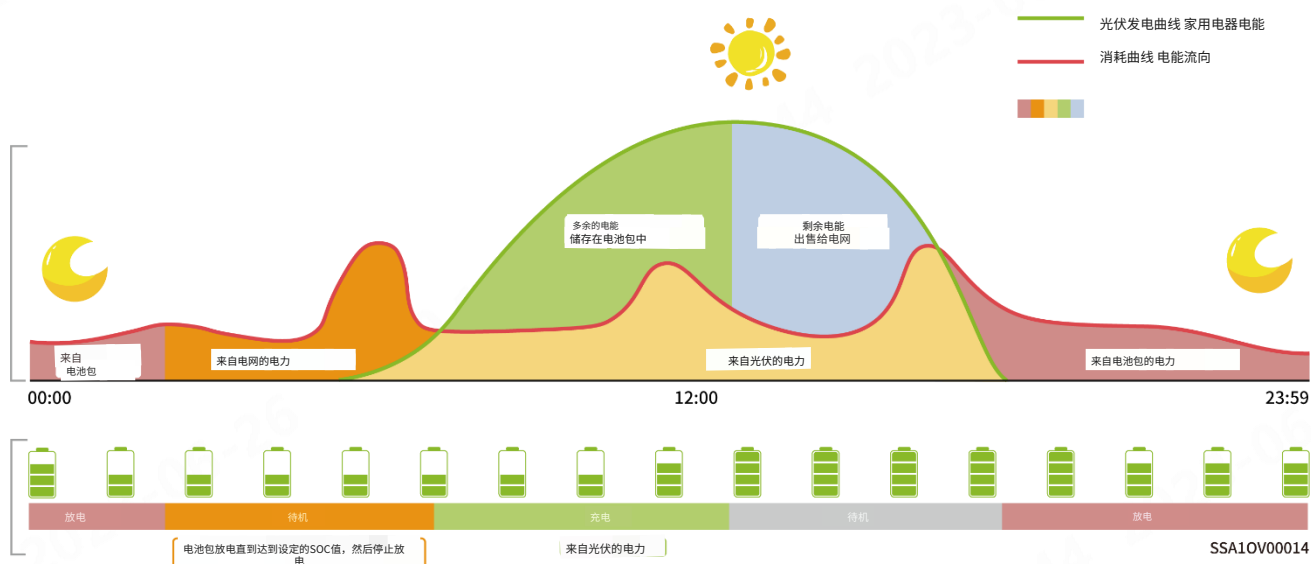 光伏发电曲线 家用电器电能
消耗曲线 电能流向
多余的电能
储存在电池包中
剩余电能
出售给电网
来自
电池包
来自电网的电力
来自光伏的电力
来自电池包的电力
00:00
12:00
23:59
放电
待机
充电
待机
放电
电池包放电直到达到设定的SOC值，然后停止放
电
来自光伏的电力
SSA1OV00014